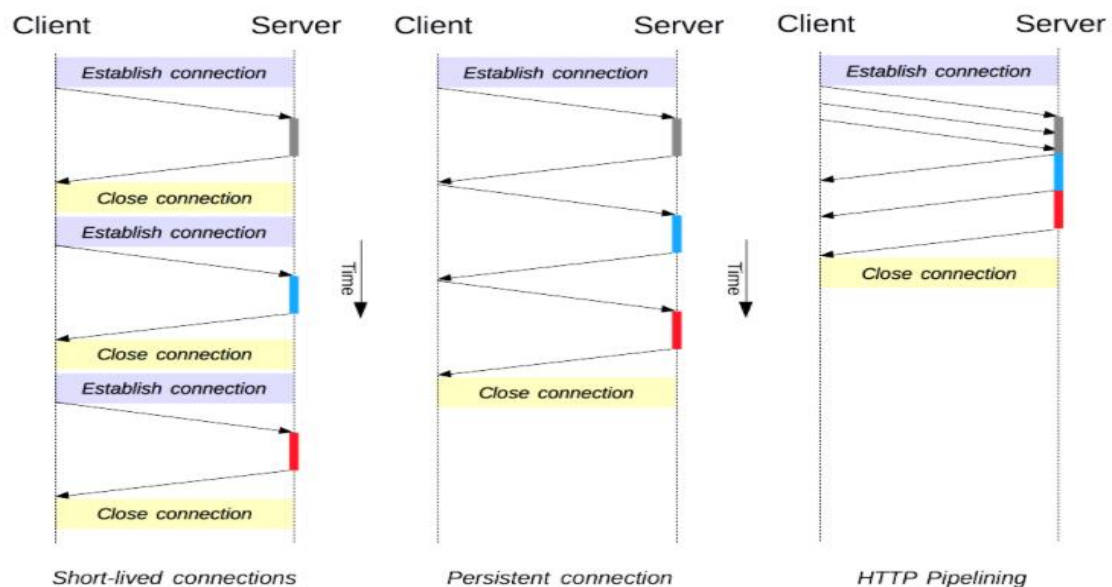 Client Server Client Server Client Server
Establish connection Establish connection Establish connection
Close connection
Establish connection
Time Time
Close connection
Close connection
Establish connection
Close connection
Close connection
Short-lived connections Persistent connection HTTP Pipelining